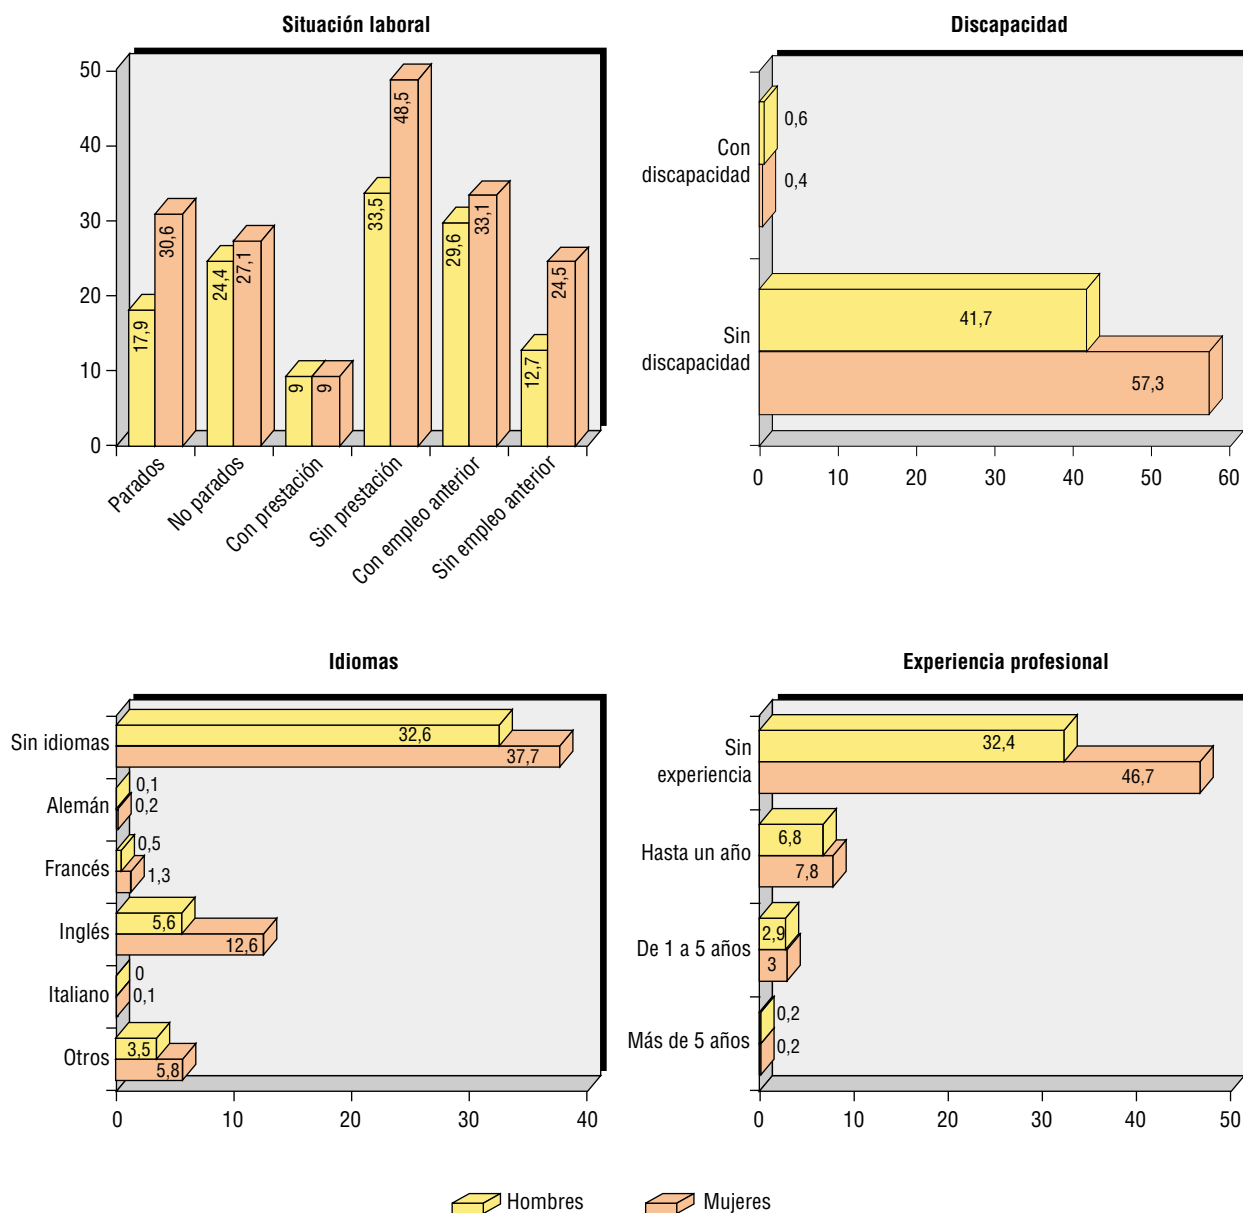 Situación laboral
50
40
30
20
10
0
17,9
30,6
24,4
27,1
9
9
33,5
48,5
29,6
33,1
12,7
24,5
Parados
No parados
Con prestación
Sin prestación
Con empleo anterior
Sin empleo anterior
Discapacidad
Con
discapacidad
0,6
0,4
Sin
discapacidad
41,7
57,3
0
10
20
30
40
50
60
Idiomas
Sin idiomas
32,6
37,7
Alemán
0,1
0,2
Francés
0,5
1,3
Inglés
5,6
12,6
Italiano
0
0,1
Otros
3,5
5,8
0
10
20
30
40
Experiencia profesional
Sin
experiencia
32,4
46,7
Hasta un año
6,8
7,8
De 1 a 5 años
2,9
3
Más de 5 años
0,2
0,2
0
10
20
30
40
50
Hombres
Mujeres